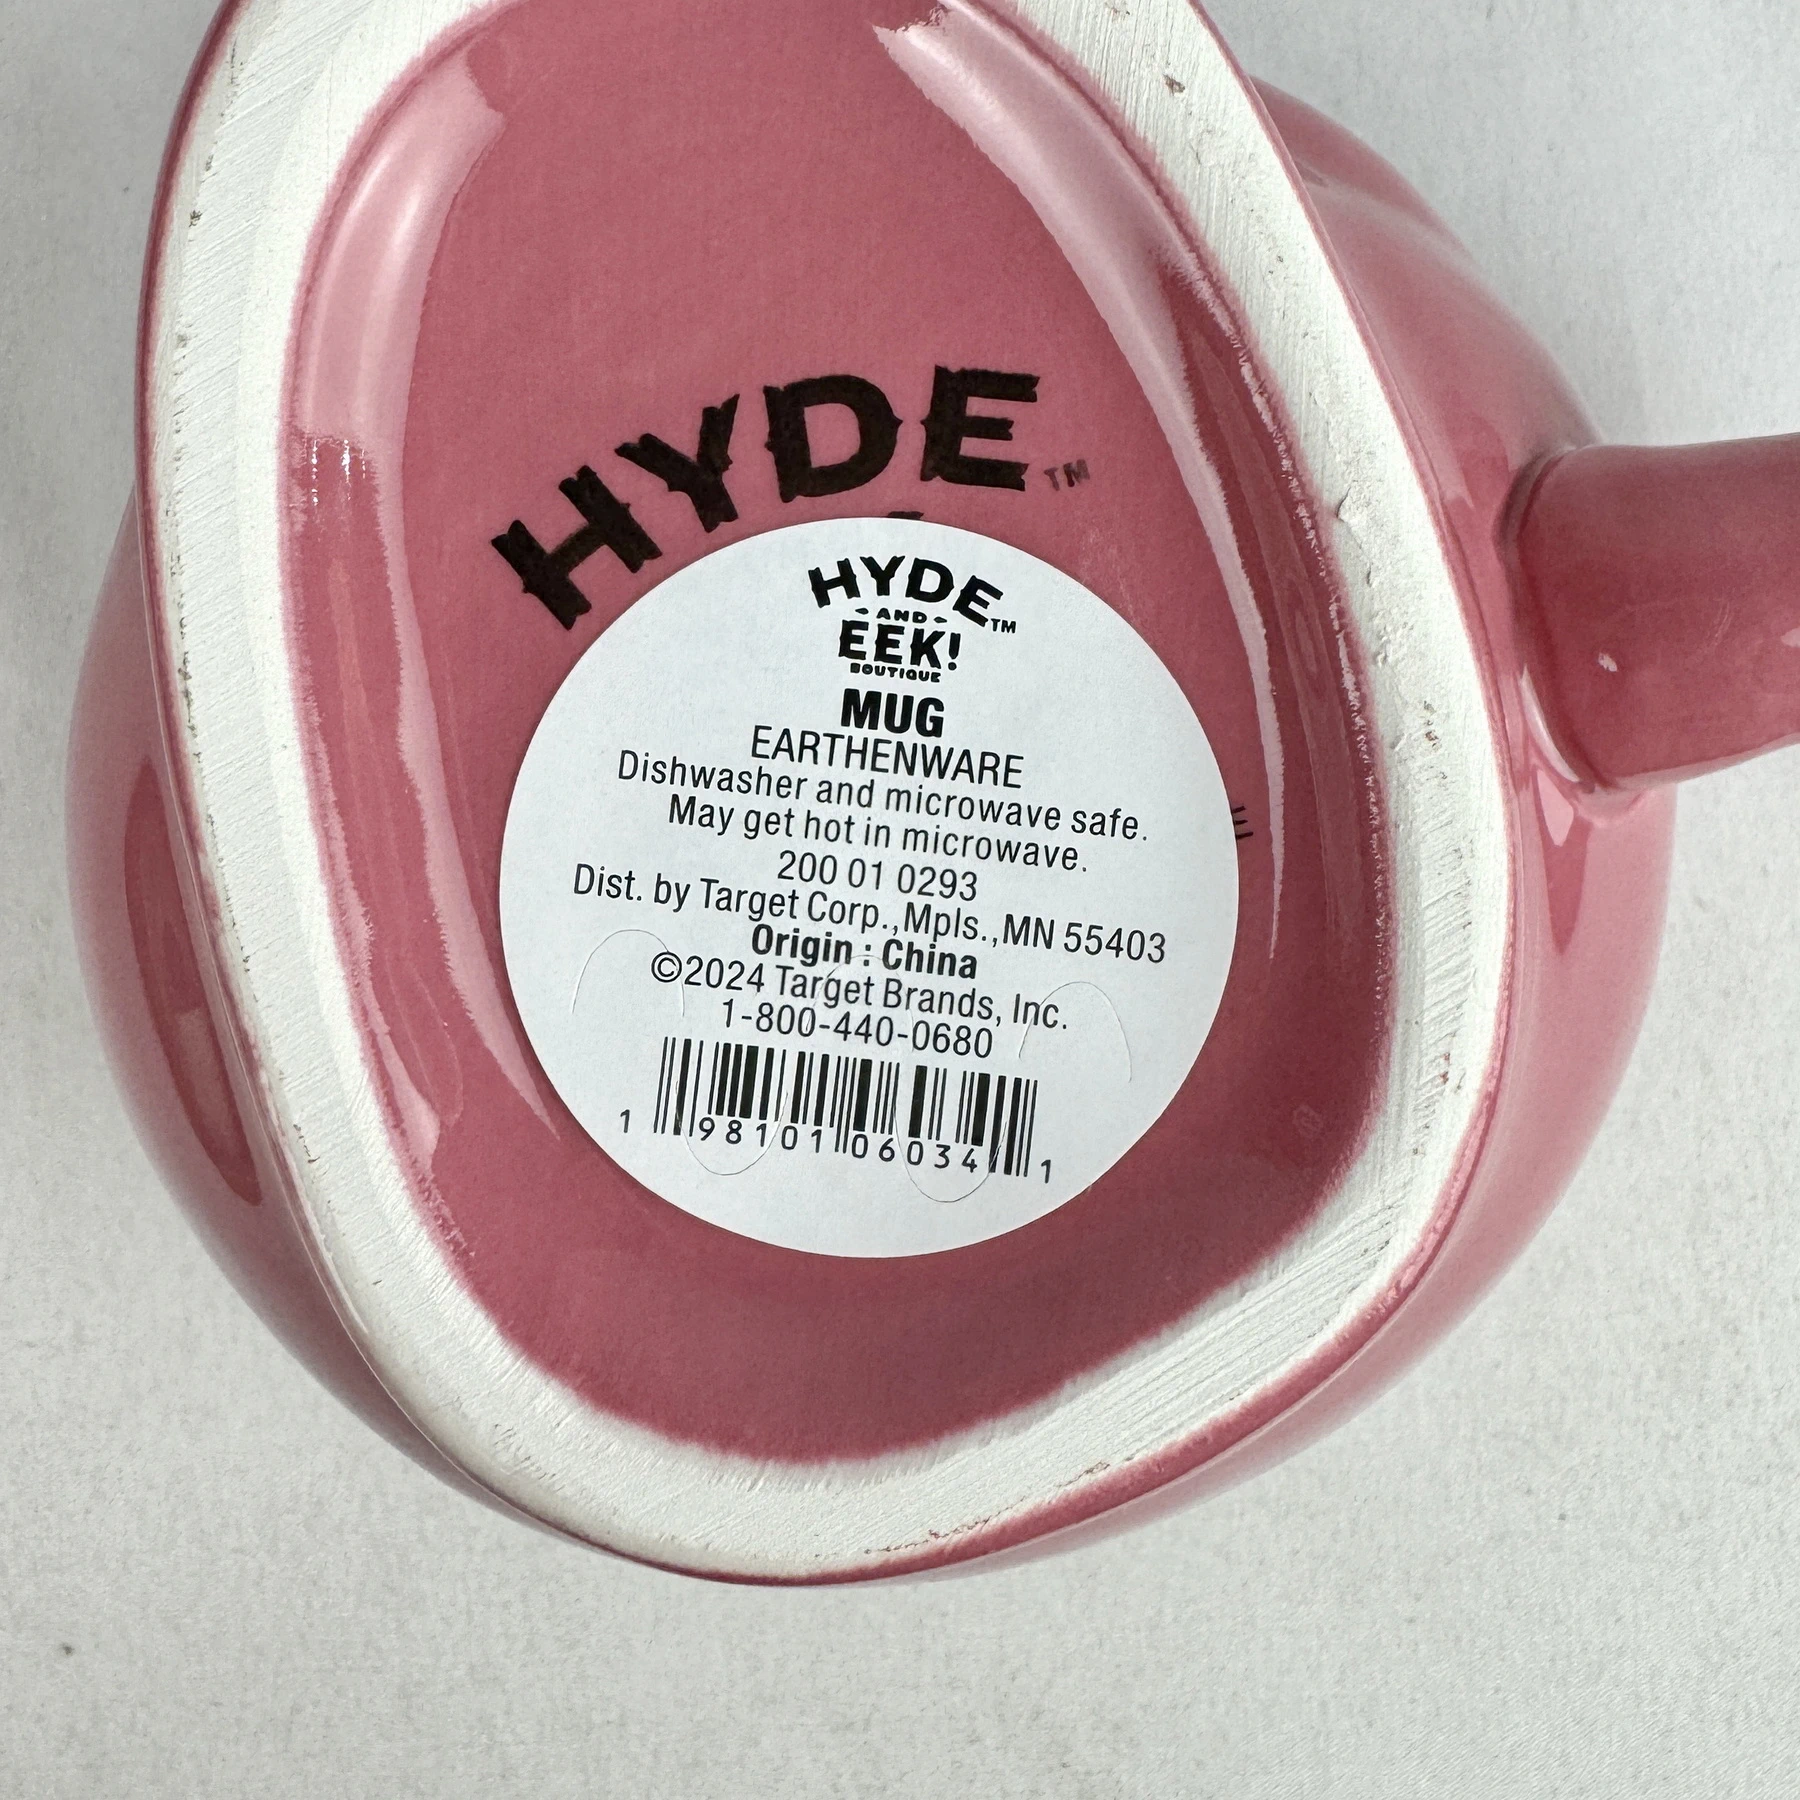 HYDE™
HYDE™
AND
EEK!
BOUTIQUE
MUG
EARTHENWARE
Dishwasher and microwave safe.
May get hot in microwave.
200 01 0293
Dist. by Target Corp.,Mpls.,MN 55403
Origin : China
©2024 Target Brands, Inc.
1-800-440-0680
1 98101 06034 1